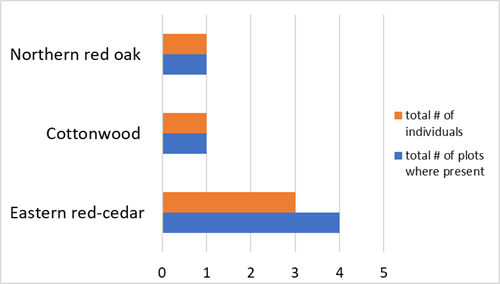 Northern red oak
Cottonwood
Eastern red-cedar
0 1 2 3 4 5
total # of
individuals
total # of plots
where present